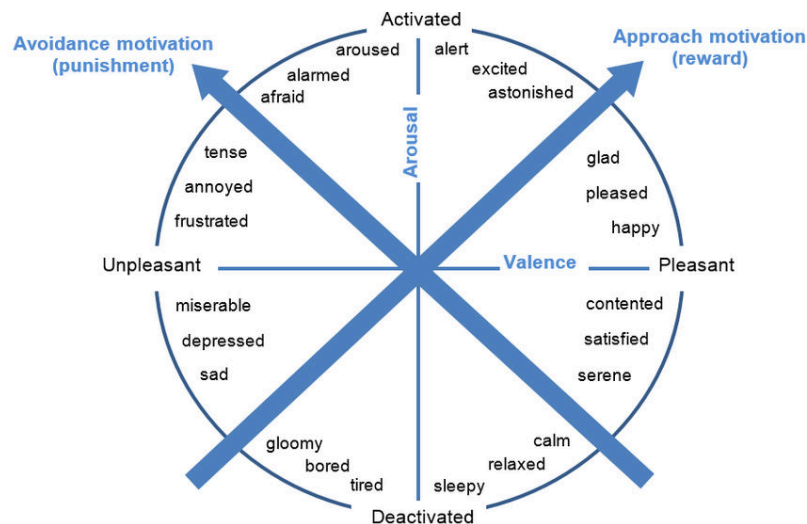 Activated
Avoidance motivation
(punishment)
Approach motivation
(reward)
aroused
alert
alarmed
excited
afraid
astonished
Arousal
tense
glad
annoyed
pleased
frustrated
happy
Unpleasant
Valence
Pleasant
miserable
contented
depressed
satisfied
sad
serene
gloomy
calm
bored
relaxed
tired
sleepy
Deactivated